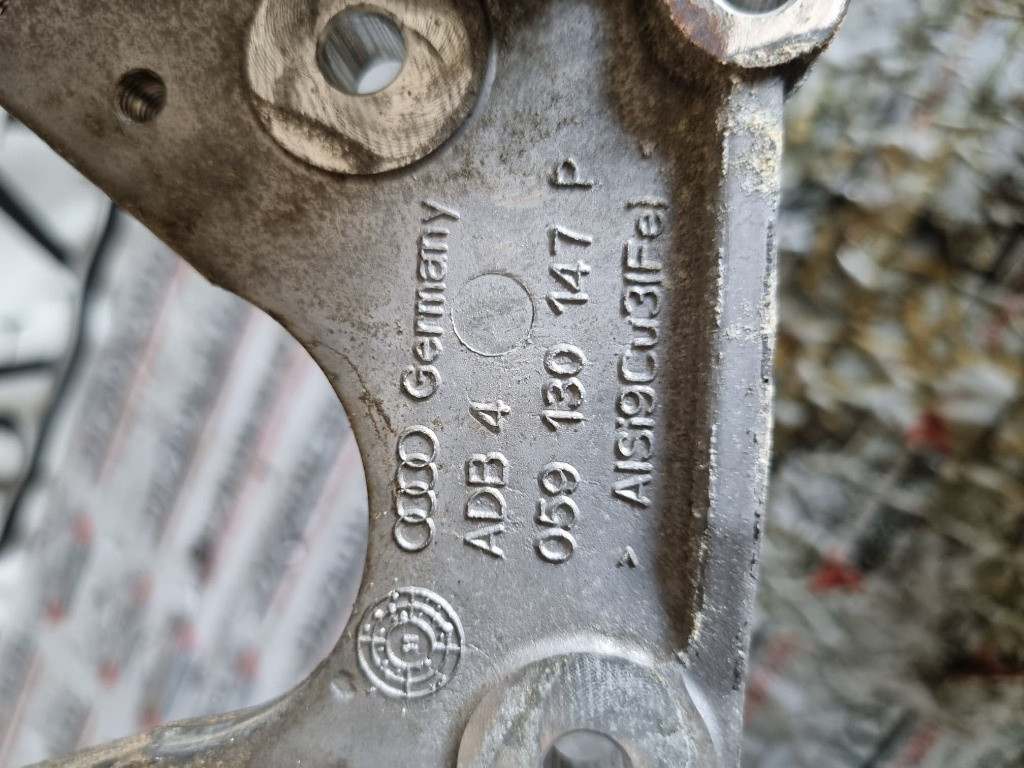 Germany
ADB 4
059 130 147 P
> AlSi9Cu3(Fe) <